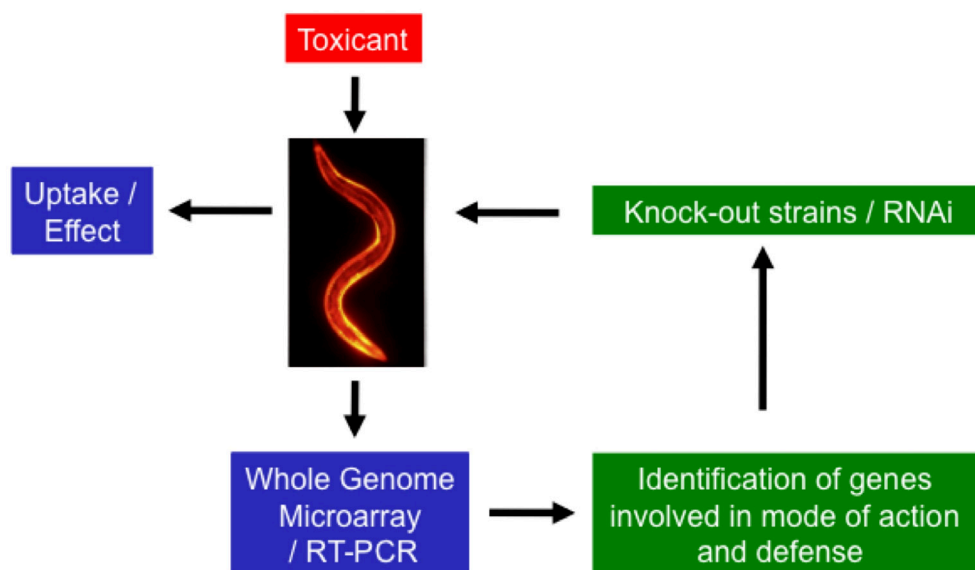 Toxicant
Uptake /
Effect
Knock-out strains / RNAi
Whole Genome
Microarray
/ RT-PCR
Identification of genes
involved in mode of action
and defense